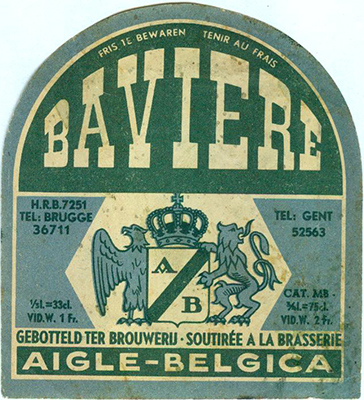 FRIS TE BEWAREN TENIR AU FRAIS
BAVIERE
H.R.B. 7251
TEL: BRUGGE
36711
TEL: GENT
52563
A
B
½l.=33cl.
VID.W. 1 Fr.
CAT. MB.
¾l.=75cl.
VID.W. 2 Fr.
GEBOTTELD TER BROUWERIJ - SOUTIRÉE A LA BRASSERIE
AIGLE-BELGICA